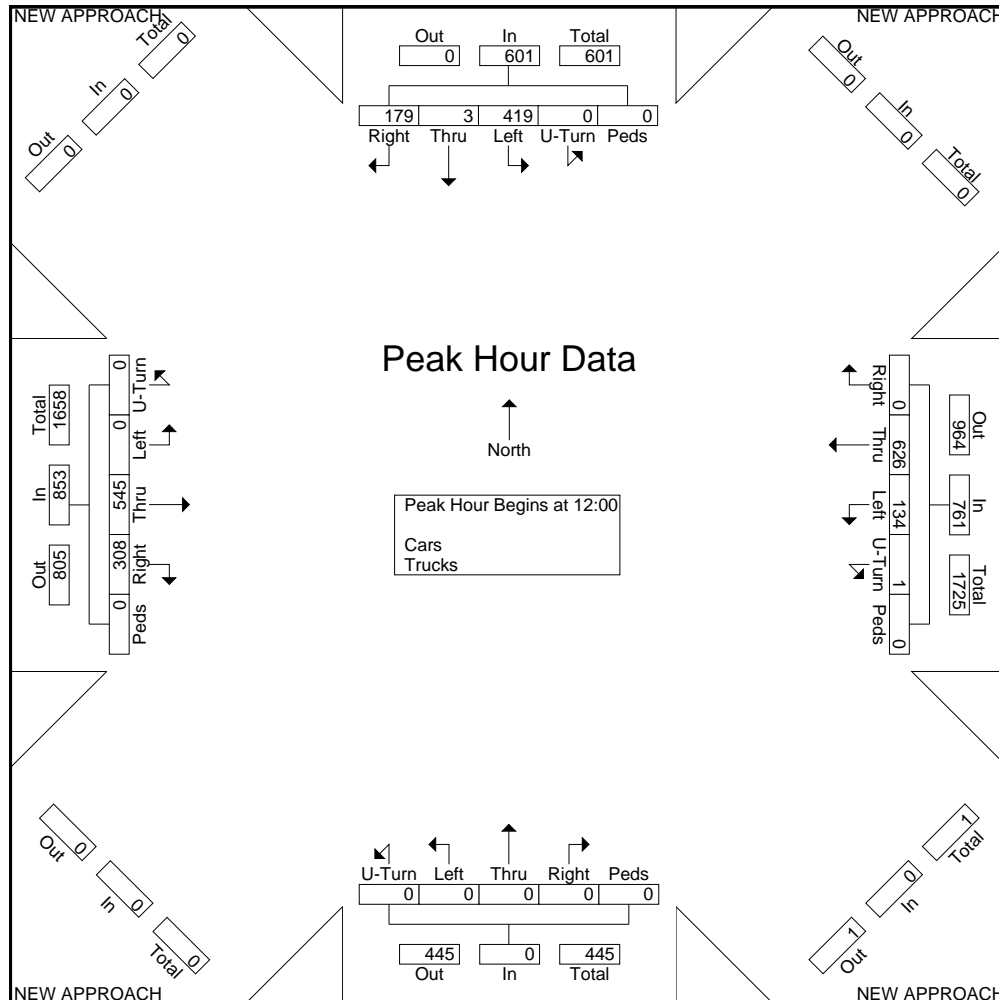 NEW APPROACH
NEW APPROACH
Total
0
In
0
Out
0
Out In Total
0 601 601
179 3 419 0 0
Right Thru Left U-Turn Peds
Out
0
In
0
Total
0
Peak Hour Data
North
Peak Hour Begins at 12:00
Cars
Trucks
Total In Out
1658 853 805
0 0 545 308 0
U-Turn Left Thru Right Peds
Out In Total
964 761 1725
0 626 134 1 0
Right Thru Left U-Turn Peds
U-Turn Left Thru Right Peds
0 0 0 0 0
445 0 445
Out In Total
Out
0
In
0
Total
0
1
Total
0
In
1
Out
NEW APPROACH
NEW APPROACH